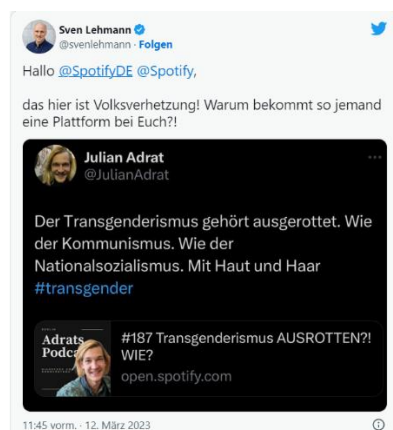 Sven Lehmann
@svenlehmann · Folgen
Hallo @SpotifyDE @Spotify,
das hier ist Volksverhetzung! Warum bekommt so jemand
eine Plattform bei Euch?!
Julian Adrat
@JulianAdrat
Der Transgenderismus gehört ausgerottet. Wie
der Kommunismus. Wie der
Nationalsozialismus. Mit Haut und Haar
#transgender
Adrats
Podc
#187 Transgenderismus AUSROTTEN?!
WIE?
open.spotify.com
11:45 vorm. · 12. März 2023